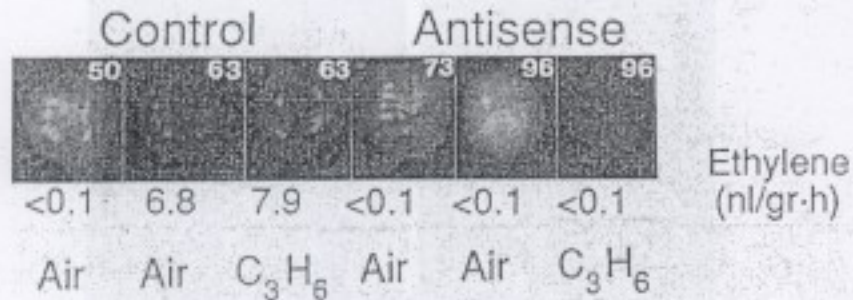 Control Antisense
50 63 63 73 96 96
<0.1 6.8 7.9 <0.1 <0.1 <0.1 Ethylene (nl/gr·h)
Air Air C₃H₆ Air Air C₃H₆